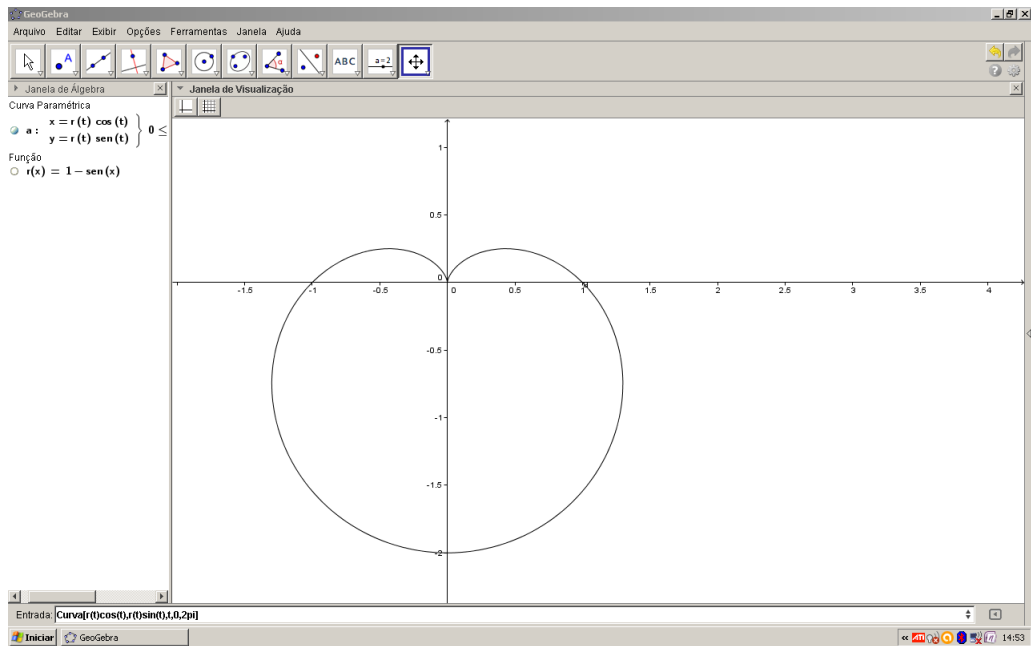 GeoGebra
Arquivo Editar Exibir Opções Ferramentas Janela Ajuda
A
α
ABC
a=2
Janela de Álgebra
Janela de Visualização
Curva Paramétrica
a : x = r (t) cos (t)
y = r (t) sen (t)
0 ≤
Função
r(x) = 1 − sen (x)
1
0.5
0
-1.5 -1 -0.5 0 0.5 1 1.5 2 2.5 3 3.5 4
-0.5
-1
-1.5
-2
Entrada: Curva[r(t)cos(t),r(t)sin(t),t,0,2pi]
Iniciar GeoGebra
« ATI 14:53